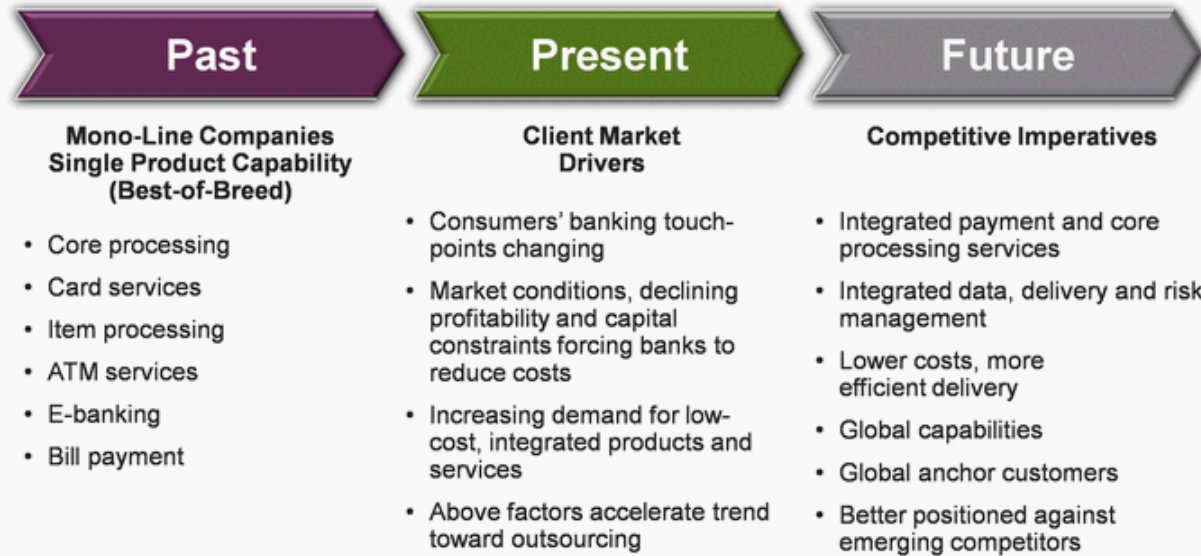 Past
Mono-Line Companies
Single Product Capability
(Best-of-Breed)
• Core processing
• Card services
• Item processing
• ATM services
• E-banking
• Bill payment
Present
Client Market
Drivers
• Consumers’ banking touch-
points changing
• Market conditions, declining
profitability and capital
constraints forcing banks to
reduce costs
• Increasing demand for low-
cost, integrated products and
services
• Above factors accelerate trend
toward outsourcing
Future
Competitive Imperatives
• Integrated payment and core
processing services
• Integrated data, delivery and risk
management
• Lower costs, more
efficient delivery
• Global capabilities
• Global anchor customers
• Better positioned against
emerging competitors